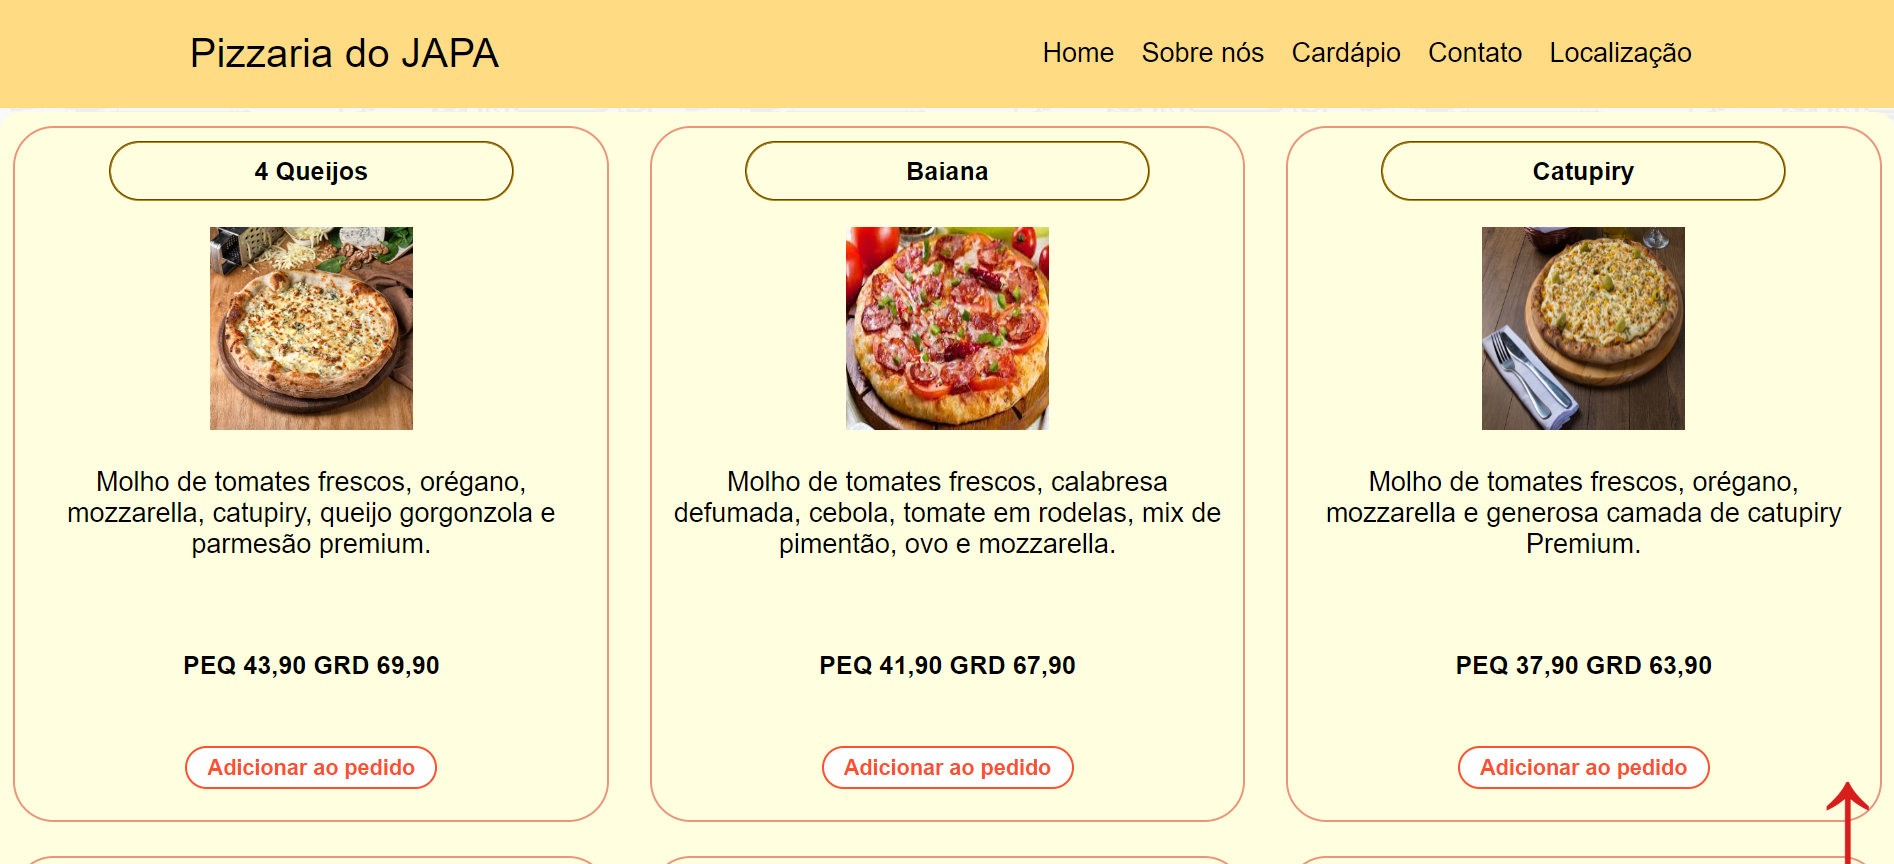 Pizzaria do JAPA
Home Sobre nós Cardápio Contato Localização
4 Queijos
Molho de tomates frescos, orégano,
mozzarella, catupiry, queijo gorgonzola e
parmesão premium.
PEQ 43,90 GRD 69,90
Adicionar ao pedido
Baiana
Molho de tomates frescos, calabresa
defumada, cebola, tomate em rodelas, mix de
pimentão, ovo e mozzarella.
PEQ 41,90 GRD 67,90
Adicionar ao pedido
Catupiry
Molho de tomates frescos, orégano,
mozzarella e generosa camada de catupiry
Premium.
PEQ 37,90 GRD 63,90
Adicionar ao pedido